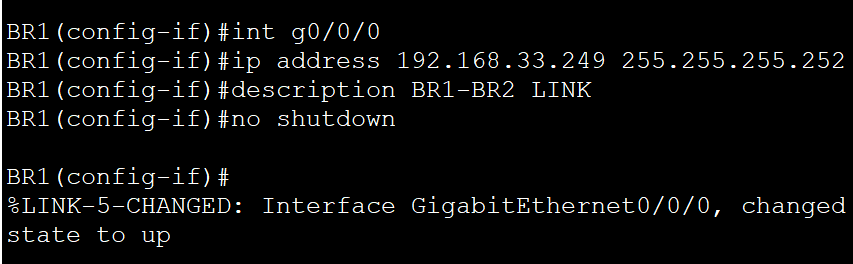 BR1(config-if)#int g0/0/0
BR1(config-if)#ip address 192.168.33.249 255.255.255.252
BR1(config-if)#description BR1-BR2 LINK
BR1(config-if)#no shutdown
BR1(config-if)#
%LINK-5-CHANGED: Interface GigabitEthernet0/0/0, changed
state to up